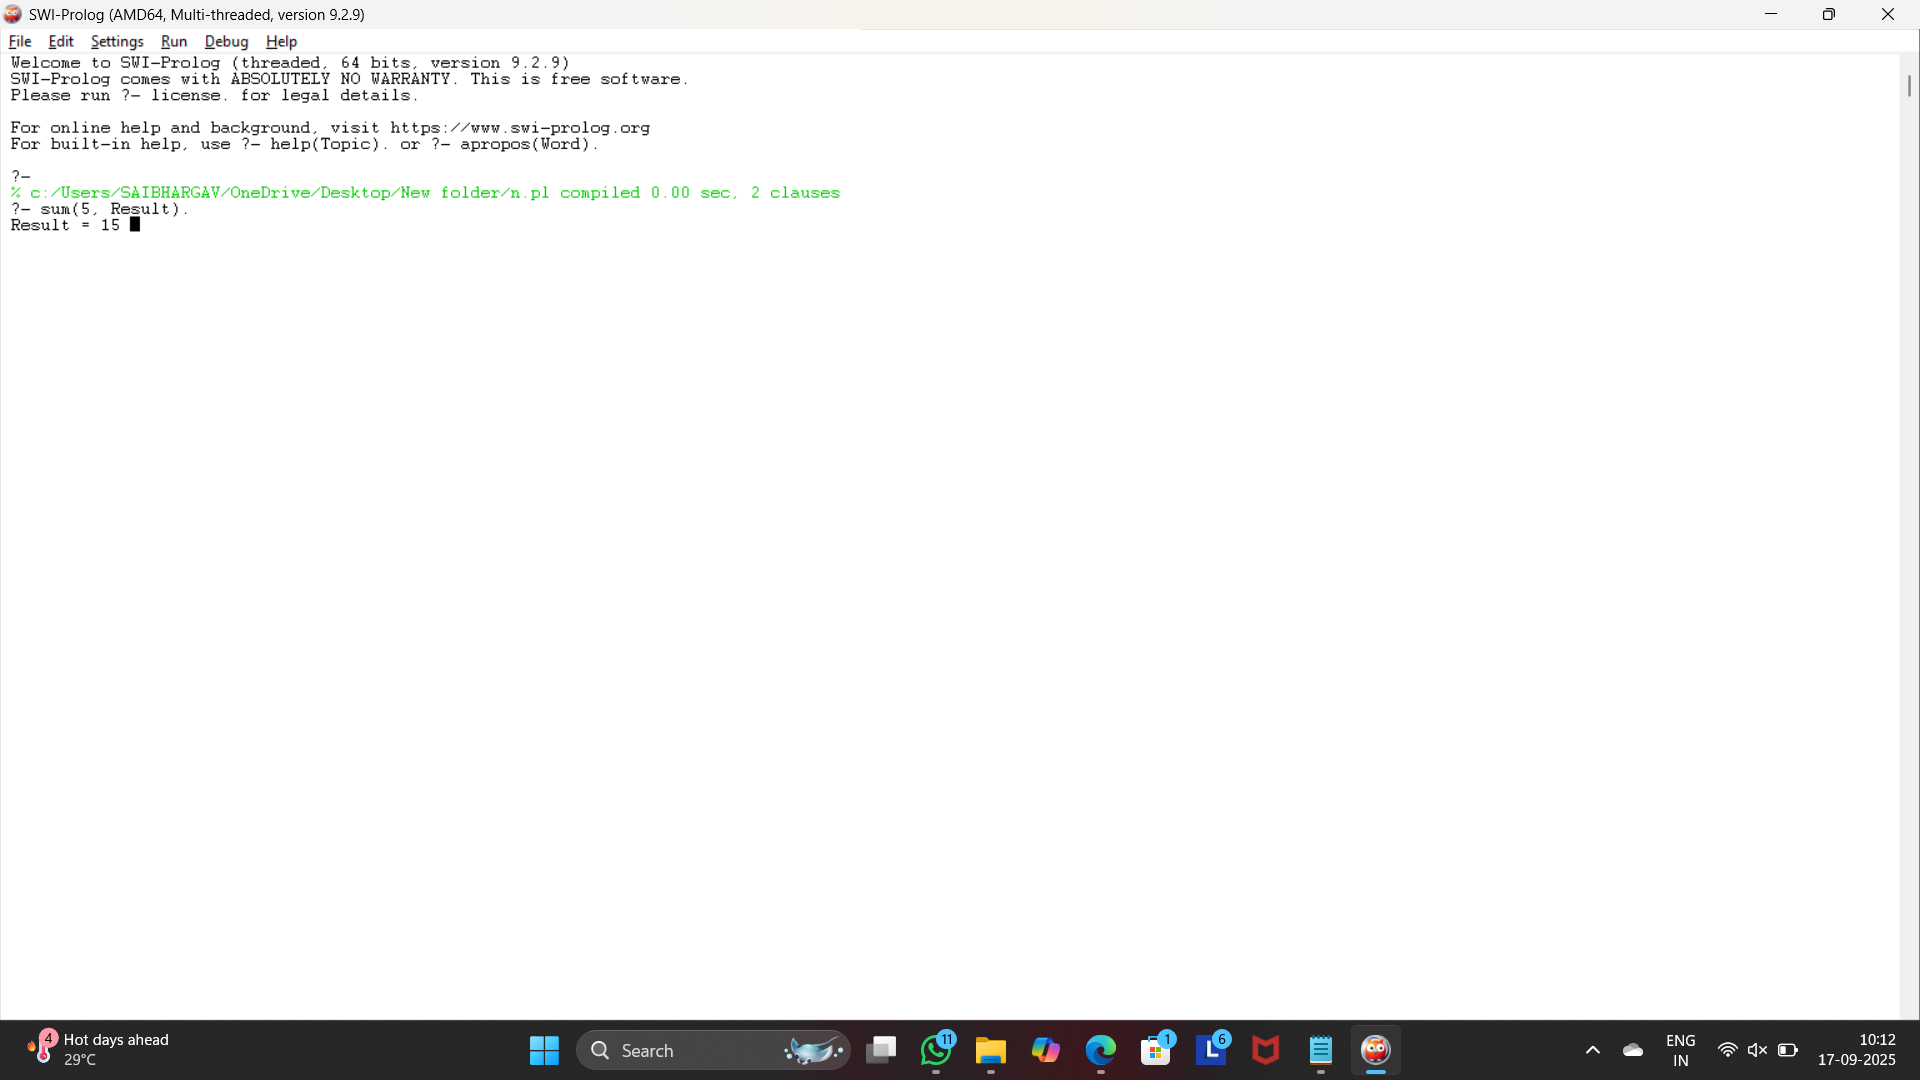 SWI-Prolog (AMD64, Multi-threaded, version 9.2.9)
File Edit Settings Run Debug Help
Welcome to SWI-Prolog (threaded, 64 bits, version 9.2.9)
SWI-Prolog comes with ABSOLUTELY NO WARRANTY. This is free software.
Please run ?- license. for legal details.
For online help and background, visit https://www.swi-prolog.org
For built-in help, use ?- help(Topic). or ?- apropos(Word).
?-
% c:/Users/SAIBHARGAV/OneDrive/Desktop/New folder/n.pl compiled 0.00 sec, 2 clauses
?- sum(5, Result).
Result = 15
4 Hot days ahead
29°C
Search
11
1
L 6
ENG
IN
10:12
17-09-2025